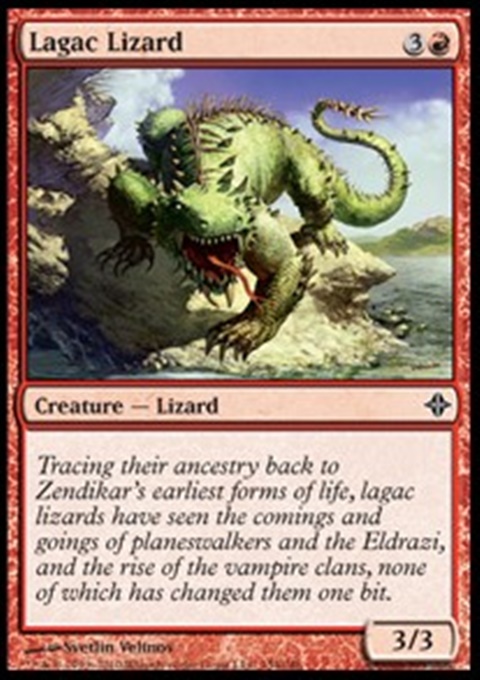 Lagac Lizard 3
Creature — Lizard
Tracing their ancestry back to
Zendikar's earliest forms of life, lagac
lizards have seen the comings and
goings of planeswalkers and the Eldrazi,
and the rise of the vampire clans, none
of which has changed them one bit.
3/3
Svetlin Velinov